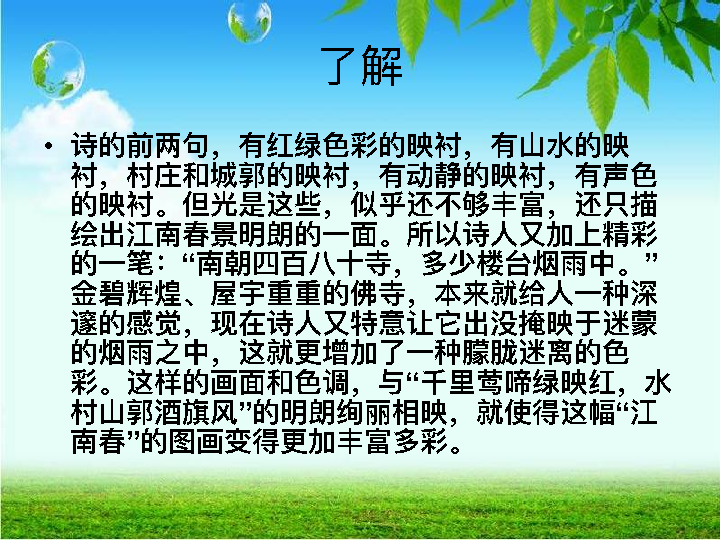 了解
• 诗的前两句，有红绿色彩的映衬，有山水的映
衬，村庄和城郭的映衬，有动静的映衬，有声色
的映衬。但光是这些，似乎还不够丰富，还只描
绘出江南春景明朗的一面。所以诗人又加上精彩
的一笔：“南朝四百八十寺，多少楼台烟雨中。”
金碧辉煌、屋宇重重的佛寺，本来就给人一种深
邃的感觉，现在诗人又特意让它出没掩映于迷蒙
的烟雨之中，这就更增加了一种朦胧迷离的色
彩。这样的画面和色调，与“千里莺啼绿映红，水
村山郭酒旗风”的明朗绚丽相映，就使得这幅“江
南春”的图画变得更加丰富多彩。